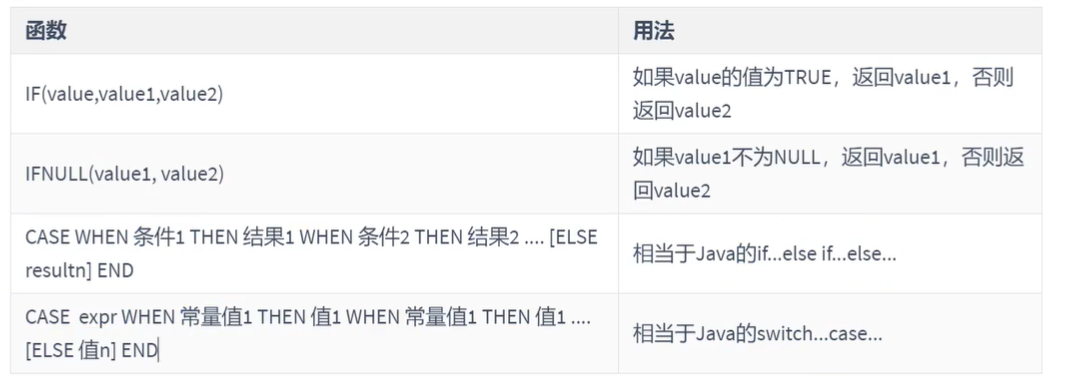 函数
用法
IF(value,value1,value2)
如果value的值为TRUE，返回value1，否则
返回value2
IFNULL(value1, value2)
如果value1不为NULL，返回value1，否则返
回value2
CASE WHEN 条件1 THEN 结果1 WHEN 条件2 THEN 结果2 .... [ELSE
resultn] END
相当于Java的if...else if...else...
CASE  expr WHEN 常量值1 THEN 值1 WHEN 常量值1 THEN 值1 ....
[ELSE 值n] END
相当于Java的switch...case...